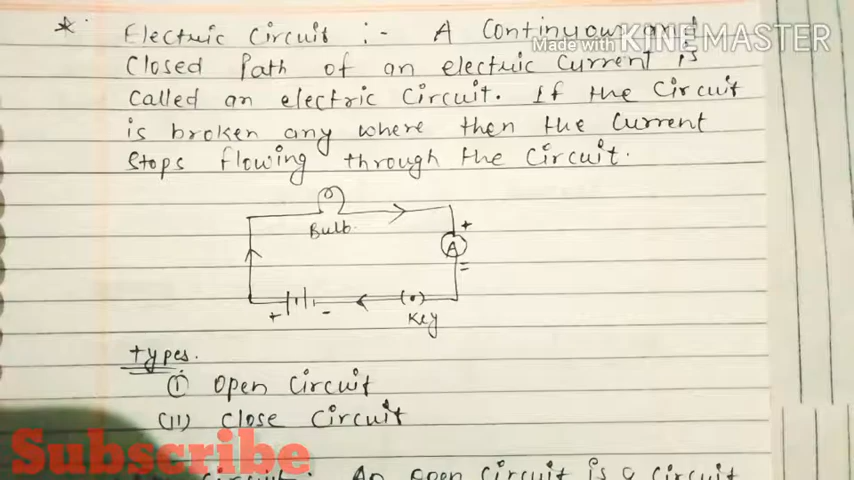 * Electric Circuit :- A Continuous and
Made with KINEMASTER
Closed Path of an electric Current is
Called an electric Circuit. If the Circuit
is broken any where then the Current
Stops flowing through the Circuit.
Bulb
+
A
=
+ -
Key
types.
(i) Open Circuit
(ii) Close Circuit
Subscribe
Circuit: An open circuit is a circuit